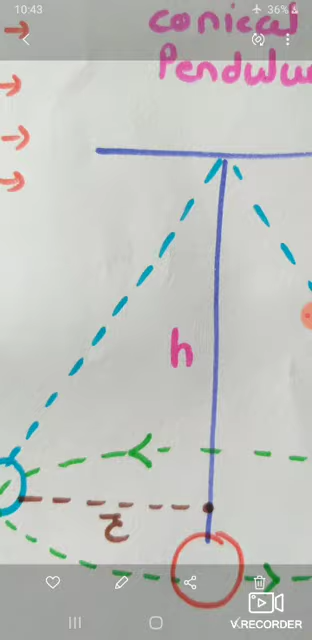 10:43
36%
conical
Pendulu
h
r
V.RECORDER